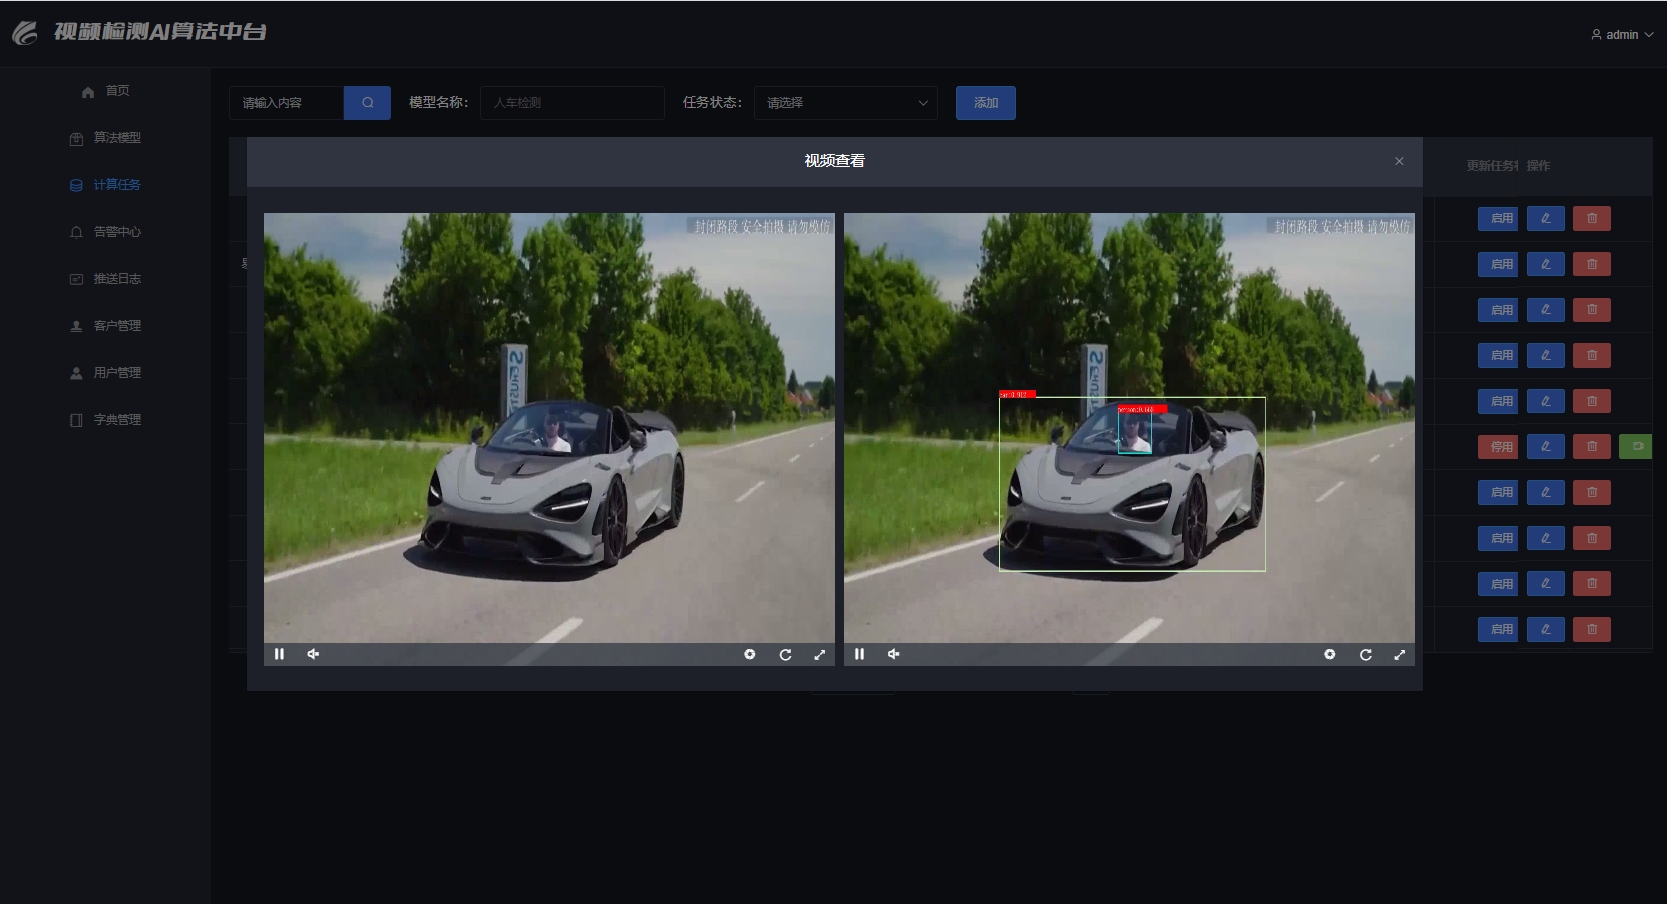 视频检测AI算法中台
admin
首页
算法模型
计算任务
告警中心
推送日志
客户管理
用户管理
字典管理
请输入内容
模型名称：
人车检测
任务状态：
请选择
添加
视频查看
更新任务
操作
封闭路段 安全拍摄 请勿模仿
封闭路段 安全拍摄 请勿模仿
启用
启用
启用
启用
启用
停用
启用
启用
启用
启用